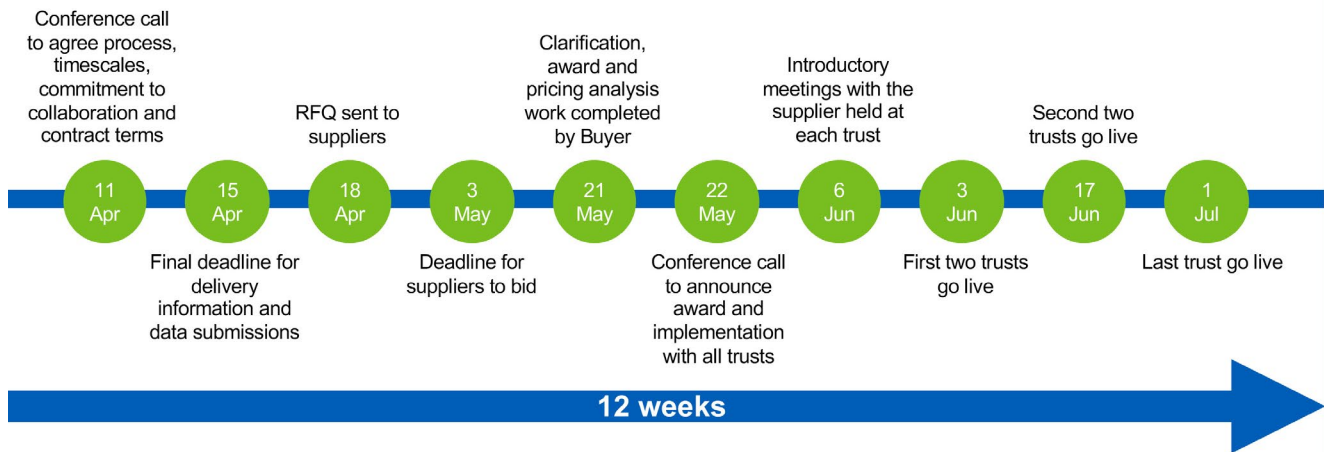 Conference call
to agree process,
timescales,
commitment to
collaboration and
contract terms
11
Apr
15
Apr
Final deadline for
delivery
information and
data submissions
RFQ sent to
suppliers
18
Apr
3
May
Deadline for
suppliers to bid
Clarification,
award and
pricing analysis
work completed
by Buyer
21
May
22
May
Conference call
to announce
award and
implementation
with all trusts
Introductory
meetings with the
supplier held at
each trust
6
Jun
3
Jun
First two trusts
go live
Second two
trusts go live
17
Jun
1
Jul
Last trust go live
12 weeks